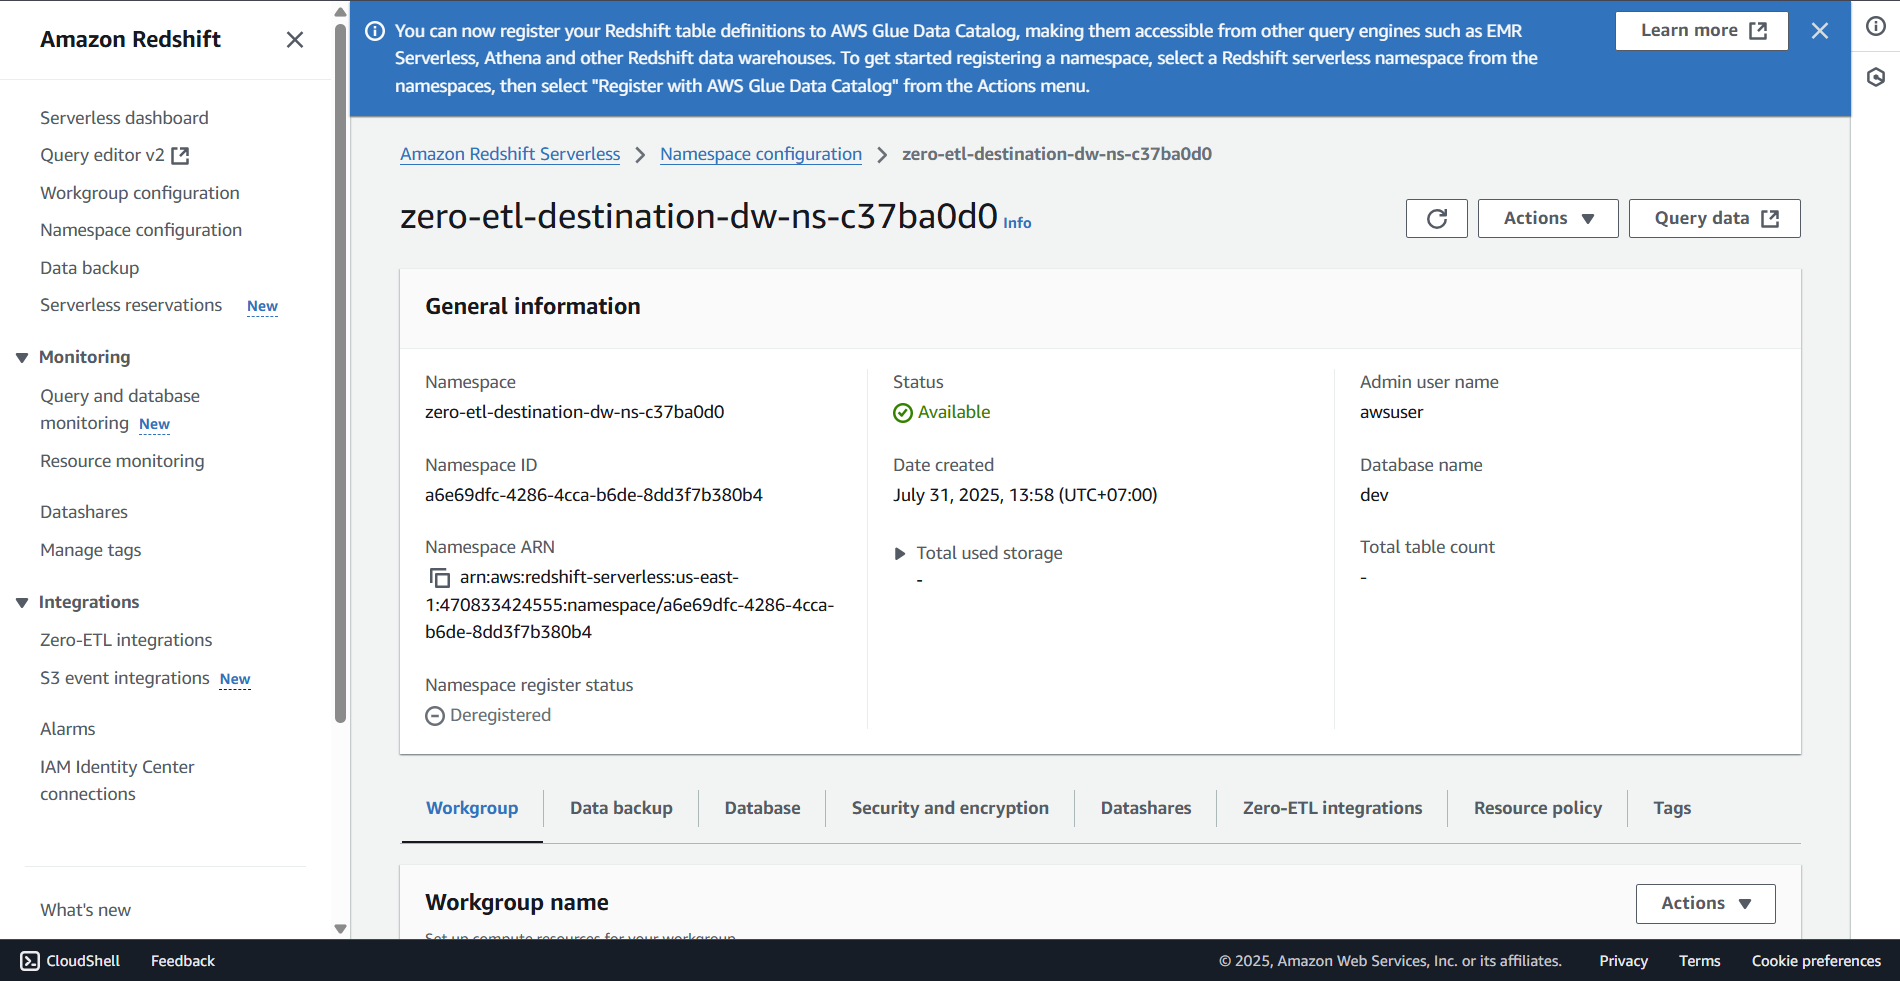 Amazon Redshift
Serverless dashboard
Query editor v2
Workgroup configuration
Namespace configuration
Data backup
Serverless reservations New
Monitoring
Query and database
monitoring New
Resource monitoring
Datashares
Manage tags
Integrations
Zero-ETL integrations
S3 event integrations New
Alarms
IAM Identity Center
connections
What's new
You can now register your Redshift table definitions to AWS Glue Data Catalog, making them accessible from other query engines such as EMR
Serverless, Athena and other Redshift data warehouses. To get started registering a namespace, select a Redshift serverless namespace from the
namespaces, then select "Register with AWS Glue Data Catalog" from the Actions menu.
Learn more
Amazon Redshift Serverless Namespace configuration zero-etl-destination-dw-ns-c37ba0d0
zero-etl-destination-dw-ns-c37ba0d0 Info
Actions
Query data
General information
Namespace
zero-etl-destination-dw-ns-c37ba0d0
Namespace ID
a6e69dfc-4286-4cca-b6de-8dd3f7b380b4
Namespace ARN
arn:aws:redshift-serverless:us-east-
1:470833424555:namespace/a6e69dfc-4286-4cca-
b6de-8dd3f7b380b4
Namespace register status
Deregistered
Status
Available
Date created
July 31, 2025, 13:58 (UTC+07:00)
Total used storage
-
Admin user name
awsuser
Database name
dev
Total table count
-
Workgroup Data backup Database Security and encryption Datashares Zero-ETL integrations Resource policy Tags
Workgroup name
Actions
Set up compute resources for your workgroup
CloudShell Feedback © 2025, Amazon Web Services, Inc. or its affiliates. Privacy Terms Cookie preferences